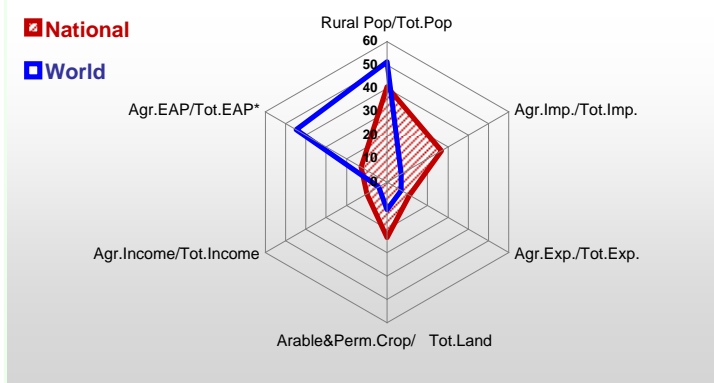 National
World
Rural Pop/Tot.Pop
60
50
40
30
20
10
0
Agr.EAP/Tot.EAP*
Agr.Imp./Tot.Imp.
Agr.Income/Tot.Income
Agr.Exp./Tot.Exp.
Arable&Perm.Crop/ Tot.Land